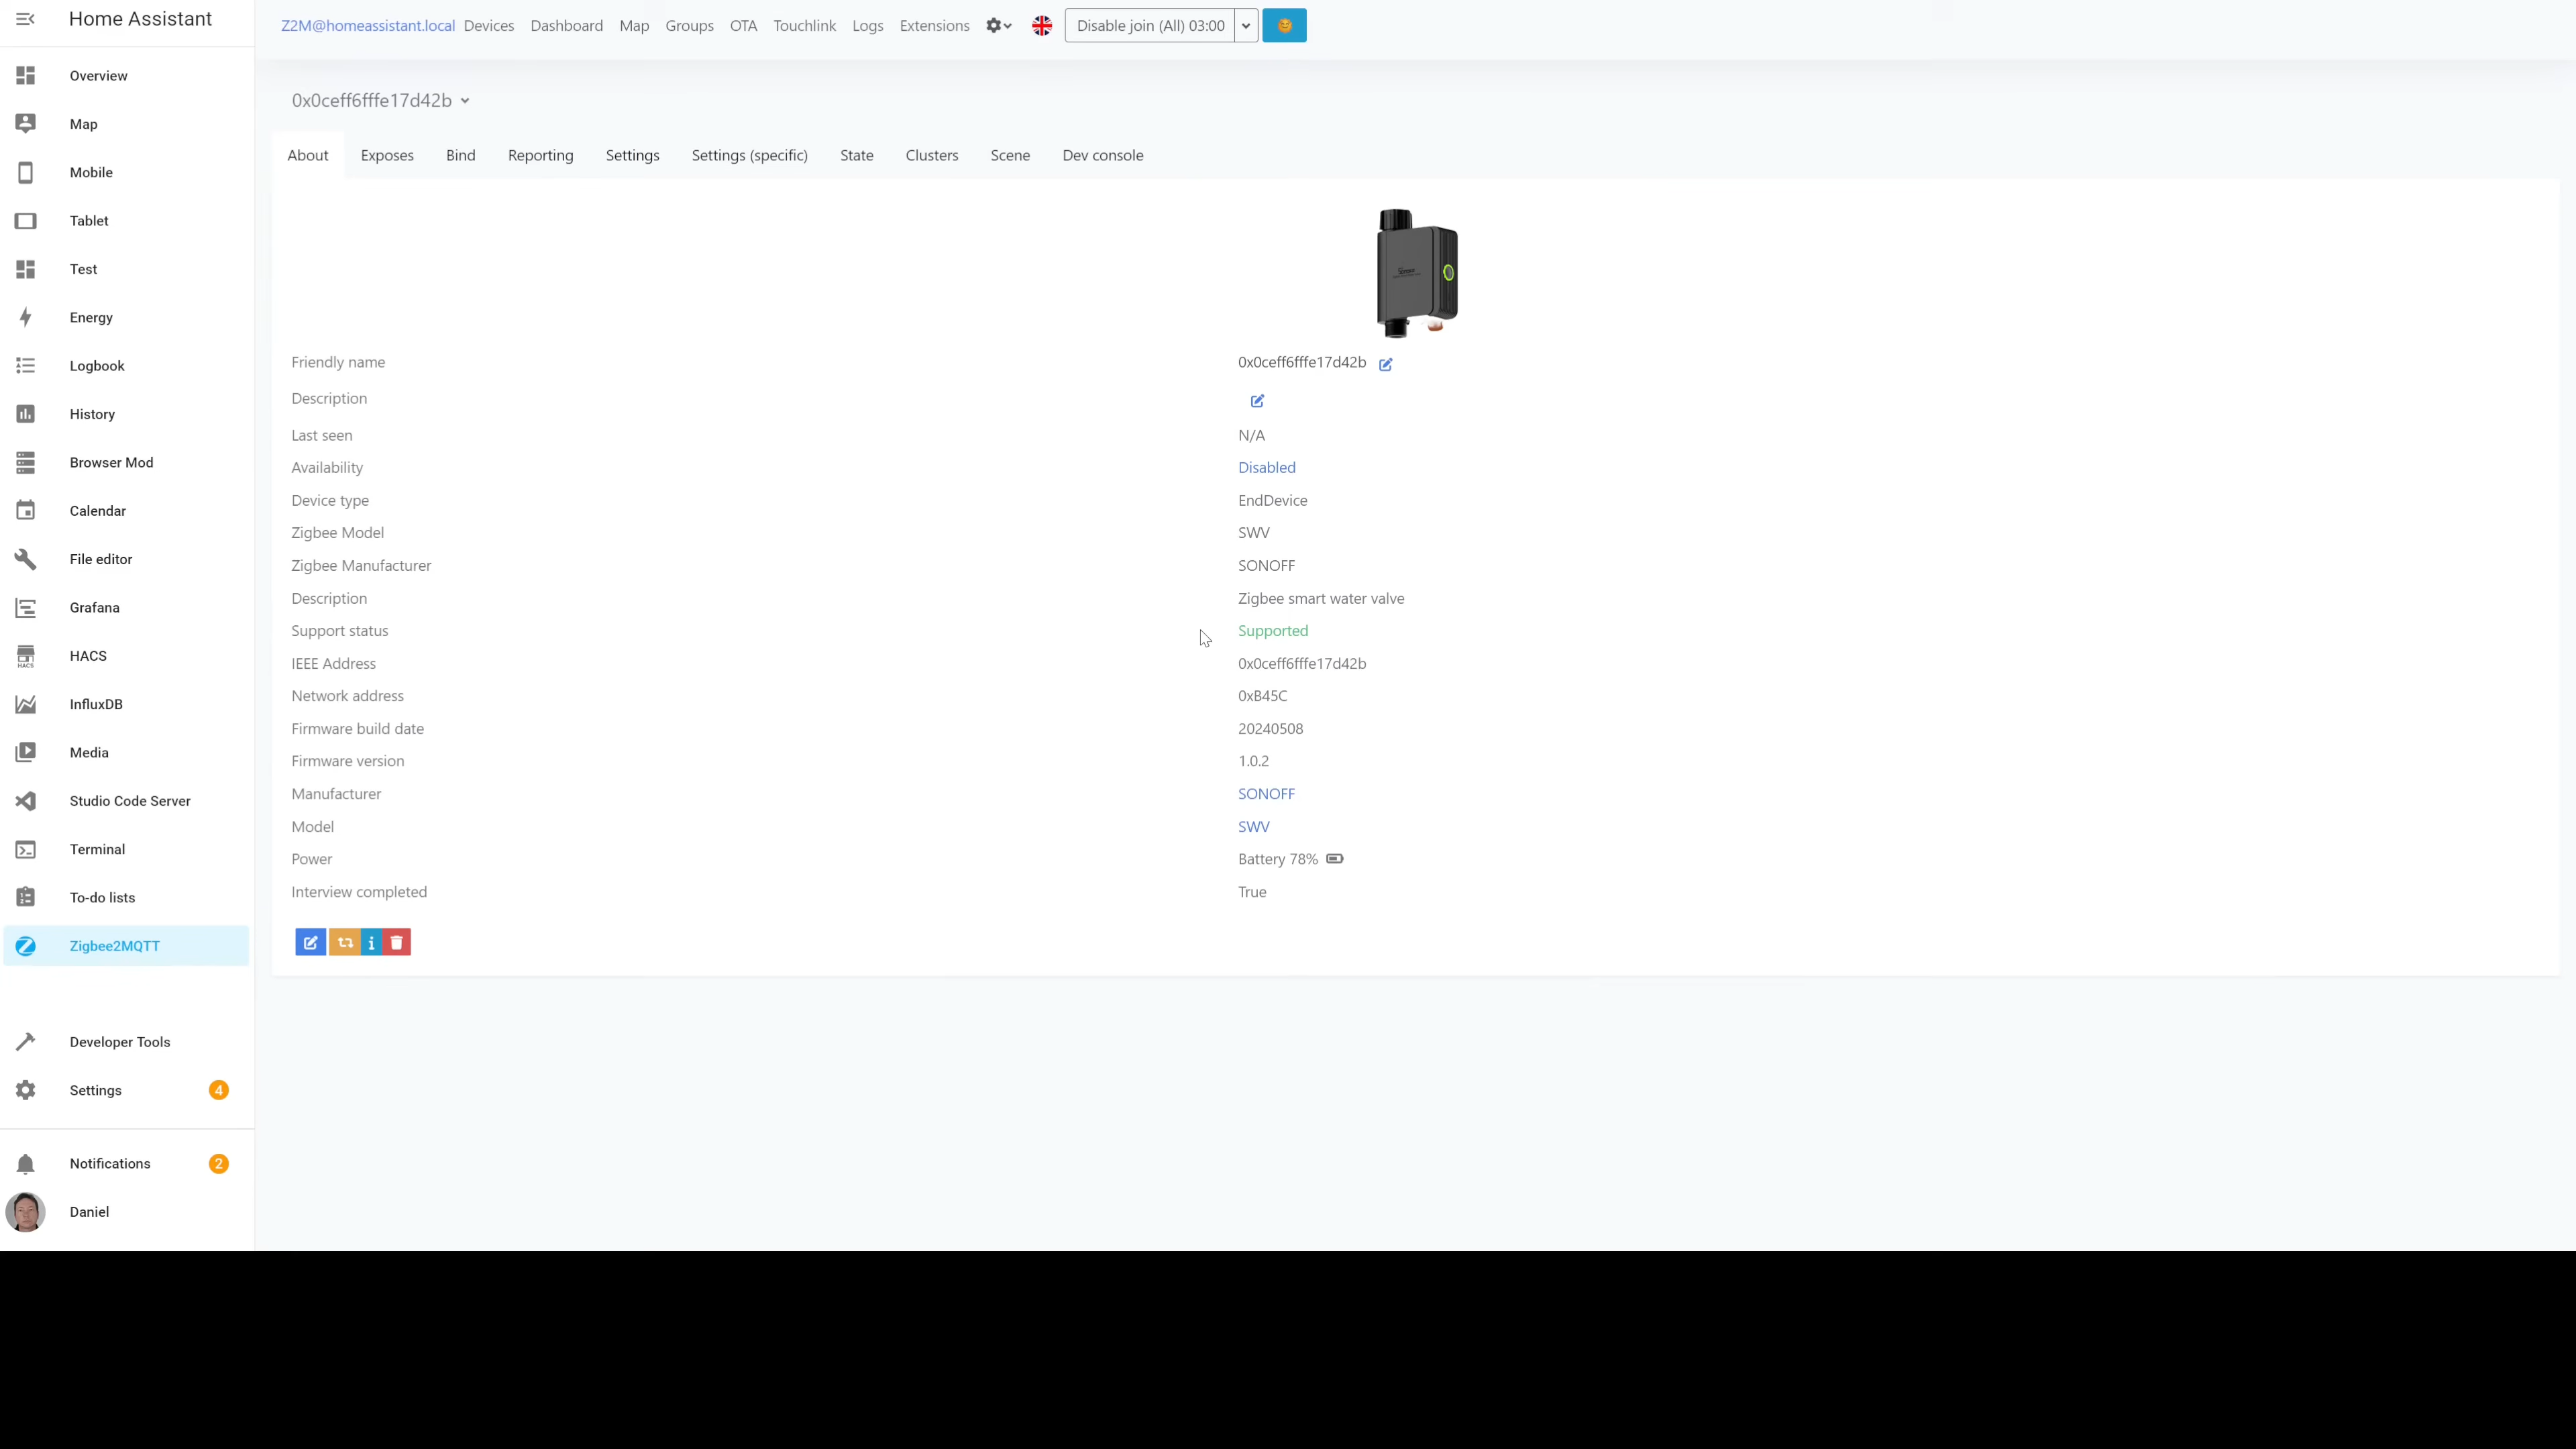 Home Assistant
Overview
Map
Mobile
Tablet
Test
Energy
Logbook
History
Browser Mod
Calendar
File editor
Grafana
HACS
HACS
InfluxDB
Media
Studio Code Server
Terminal
To-do lists
Zigbee2MQTT
Developer Tools
Settings 4
Notifications 2
Daniel
Z2M@homeassistant.local Devices Dashboard Map Groups OTA Touchlink Logs Extensions Disable join (All) 03:00
0x0ceff6fffe17d42b
About Exposes Bind Reporting Settings Settings (specific) State Clusters Scene Dev console
Friendly name 0x0ceff6fffe17d42b
Description
Last seen N/A
Availability Disabled
Device type EndDevice
Zigbee Model SWV
Zigbee Manufacturer SONOFF
Description Zigbee smart water valve
Support status Supported
IEEE Address 0x0ceff6fffe17d42b
Network address 0xB45C
Firmware build date 20240508
Firmware version 1.0.2
Manufacturer SONOFF
Model SWV
Power Battery 78%
Interview completed True